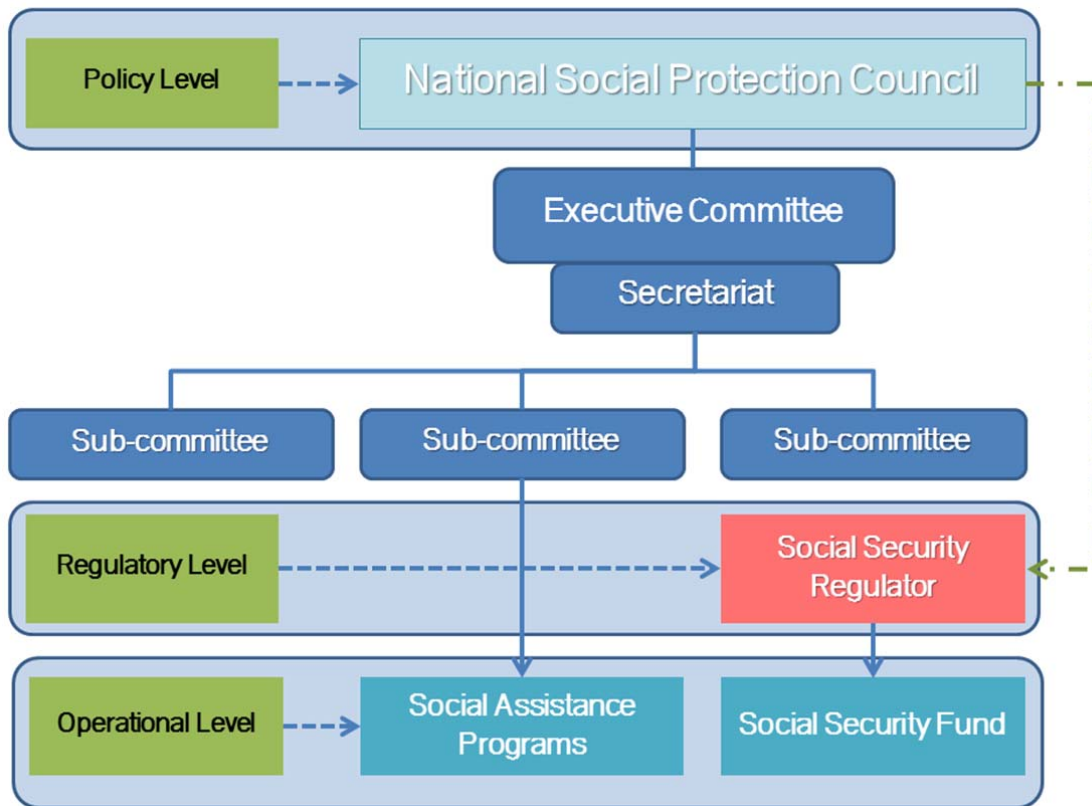 Policy Level
National Social Protection Council
Executive Committee
Secretariat
Sub-committee
Sub-committee
Sub-committee
Regulatory Level
Social Security
Regulator
Operational Level
Social Assistance
Programs
Social Security Fund